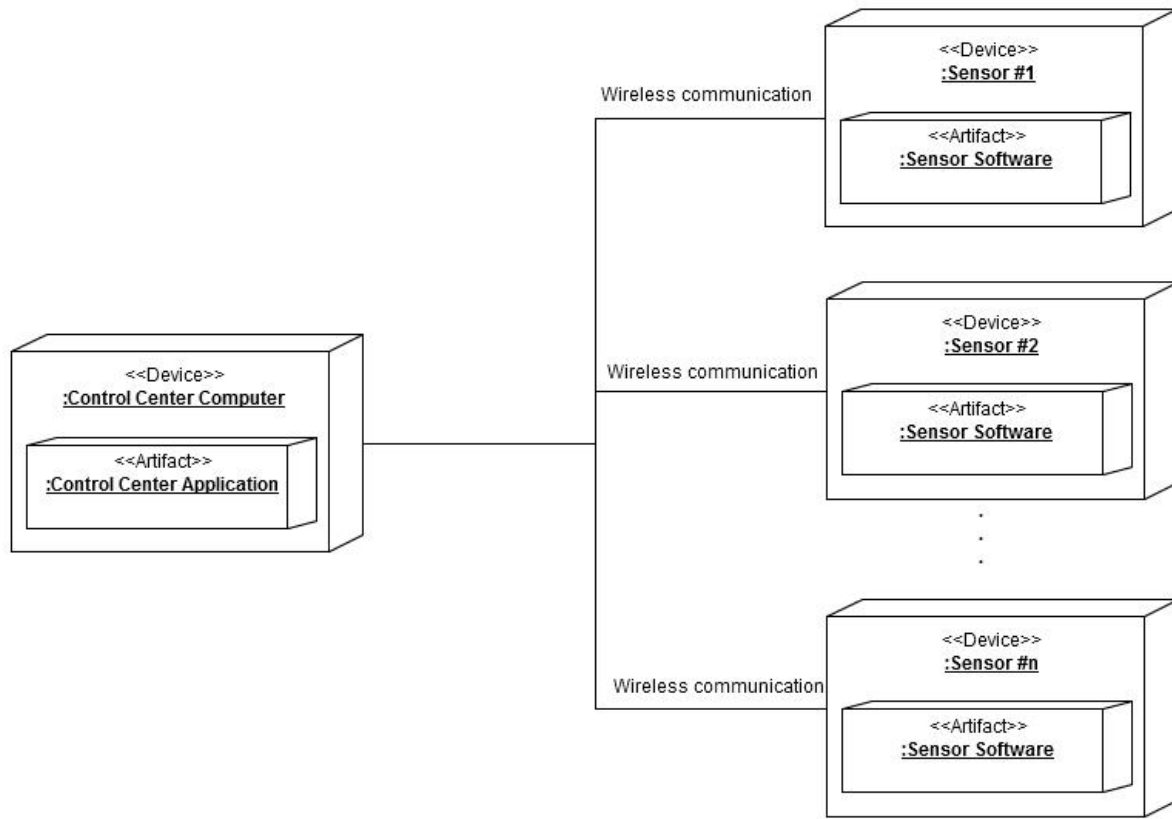 <<Device>>
:Sensor #1
Wireless communication
<<Artifact>>
:Sensor Software
<<Device>>
:Sensor #2
Wireless communication
<<Artifact>>
:Sensor Software
<<Device>>
:Control Center Computer
<<Artifact>>
:Control Center Application
.
.
.
<<Device>>
:Sensor #n
Wireless communication
<<Artifact>>
:Sensor Software